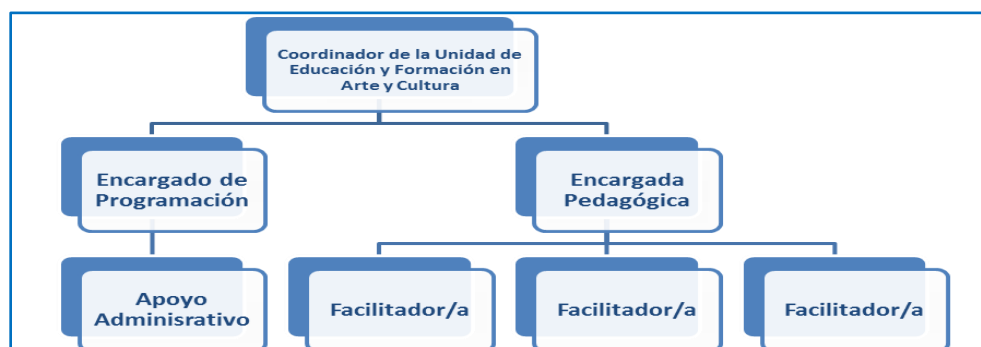 Coordinador de la Unidad de
Educación y Formación en
Arte y Cultura
Encargado de
Programación
Encargada
Pedagógica
Apoyo
Adminisrativo
Facilitador/a
Facilitador/a
Facilitador/a